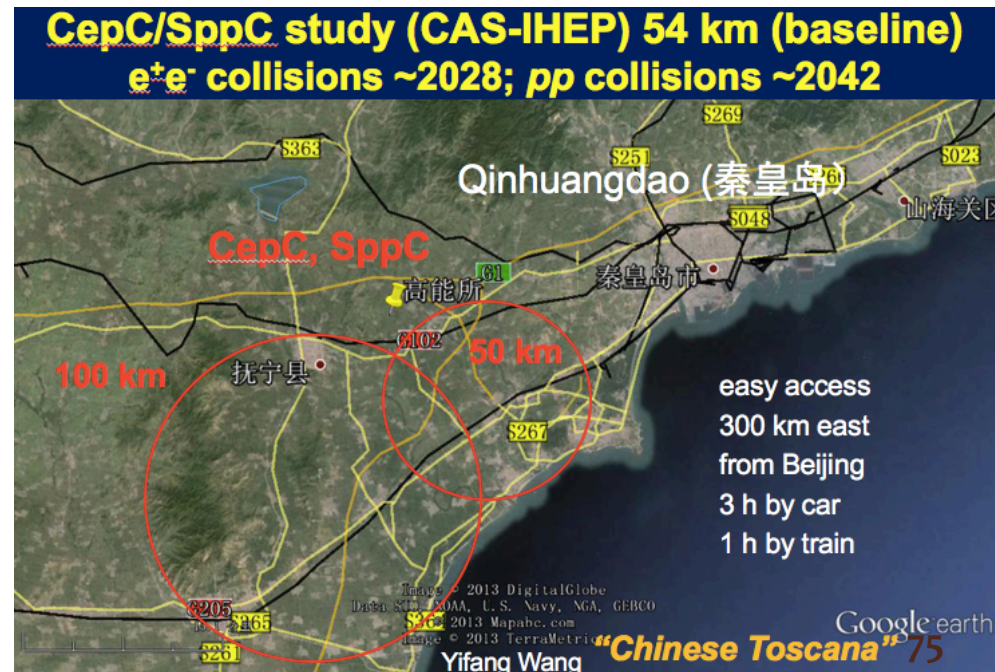 CepC/SppC study (CAS-IHEP) 54 km (baseline)
e⁺e⁻ collisions ~2028; pp collisions ~2042
S269
S363
S251
S023
Qinhuangdao (秦皇岛)
山海关区
S048
CepC, SppC
G1
秦皇岛市
高能所
G102
50 km
100 km
抚宁县
easy access
S267
300 km east
from Beijing
3 h by car
1 h by train
Image © 2013 DigitalGlobe
Data SIO, NOAA, U.S. Navy, NGA, GEBCO
G205
S265
© 2013 Mapabc.com
Image © 2013 TerraMetrics
Google earth
S261
Yifang Wang
"Chinese Toscana" 75